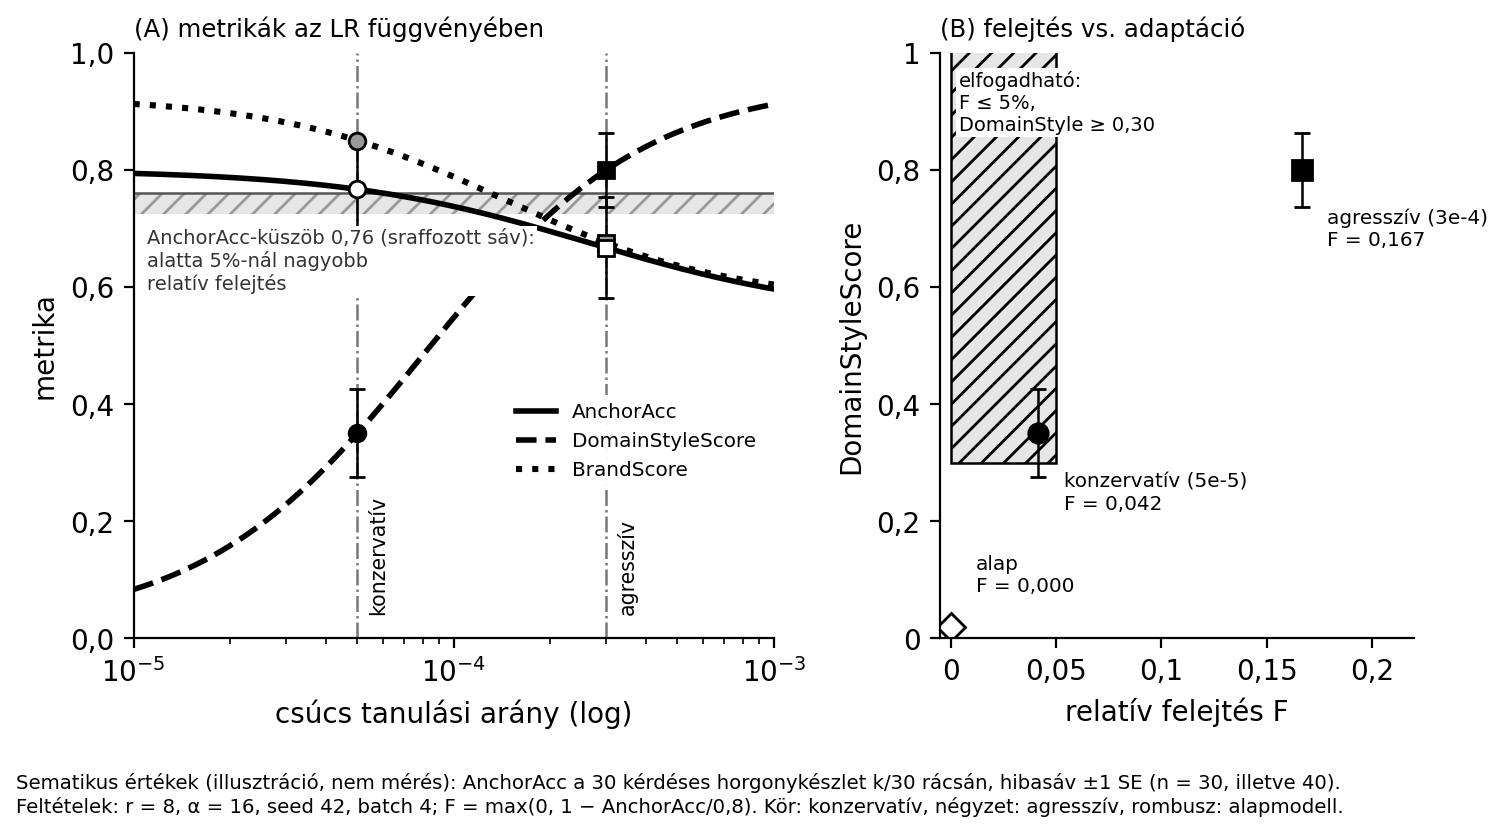 (A) metrikák az LR függvényében
1,0
0,8
0,6
0,4
0,2
0,0
metrika
AnchorAcc-küszöb 0,76 (sraffozott sáv):
alatta 5%-nál nagyobb
relatív felejtés
AnchorAcc
DomainStyleScore
BrandScore
konzervatív
agresszív
10⁻⁵
10⁻⁴
10⁻³
csúcs tanulási arány (log)
(B) felejtés vs. adaptáció
1
0,8
0,6
0,4
0,2
0
DomainStyleScore
elfogadható:
F ≤ 5%,
DomainStyle ≥ 0,30
agresszív (3e-4)
F = 0,167
konzervatív (5e-5)
F = 0,042
alap
F = 0,000
0
0,05
0,1
0,15
0,2
relatív felejtés F
Sematikus értékek (illusztráció, nem mérés): AnchorAcc a 30 kérdéses horgonykészlet k/30 rácsán, hibasáv ±1 SE (n = 30, illetve 40).
Feltételek: r = 8, α = 16, seed 42, batch 4; F = max(0, 1 − AnchorAcc/0,8). Kör: konzervatív, négyzet: agresszív, rombusz: alapmodell.